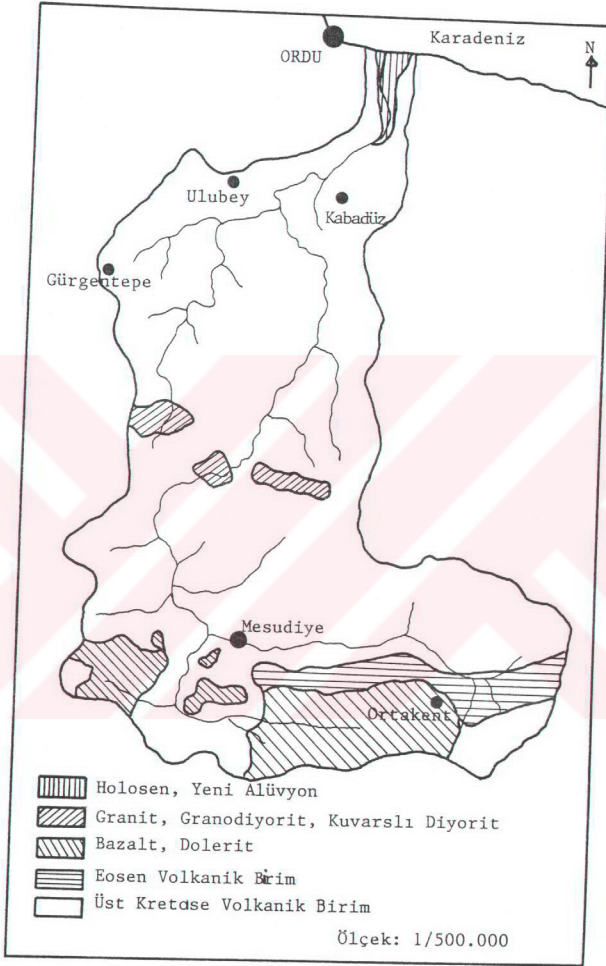 Karadeniz
ORDU
N
Ulubey
Kabadüz
Gürgentepe
Mesudiye
Ortakent
Holosen, Yeni Alüvyon
Granit, Granodiyorit, Kuvarslı Diyorit
Bazalt, Dolerit
Eosen Volkanik Birim
Üst Kretase Volkanik Birim
Ölçek: 1/500.000